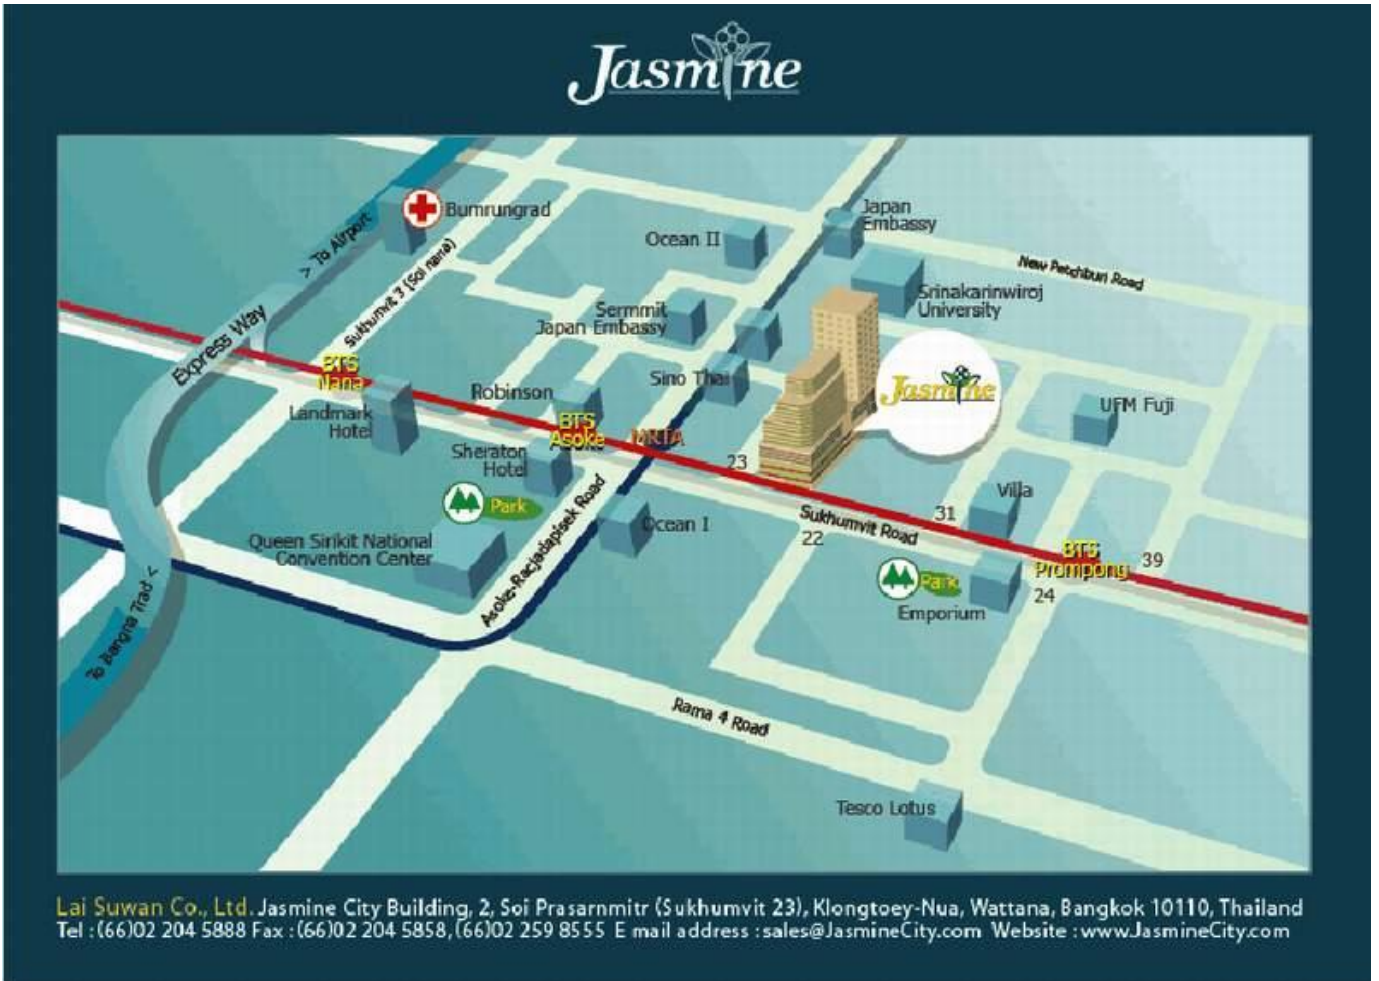 Jasmine
Bumrungrad
Japan
Embassy
Ocean II
> To Airport
Sukhumvit 3 (Soi nana)
New Petchburi Road
Srinakarinwiroj
University
Sermmit
Japan Embassy
Express Way
BTS
Nana
Sino Thai
Jasmine
Robinson
Landmark
Hotel
UFM Fuji
BTS
Asoke
MRTA
Sheraton
Hotel
23
Villa
Park
Sukhumvit Road
31
22
Ocean I
Asoke-Racjadapisek Road
Queen Sirikit National
Convention Center
BTS
Prompong
39
Park
24
Emporium
To Bangna Trad <
Rama 4 Road
Tesco Lotus
Lai Suwan Co., Ltd. Jasmine City Building, 2, Soi Prasarnmitr (Sukhumvit 23), Klongtoey-Nua, Wattana, Bangkok 10110, Thailand
Tel : (66)02 204 5888 Fax : (66)02 204 5858, (66)02 259 8555 E mail address : sales@JasmineCity.com Website : www.JasmineCity.com